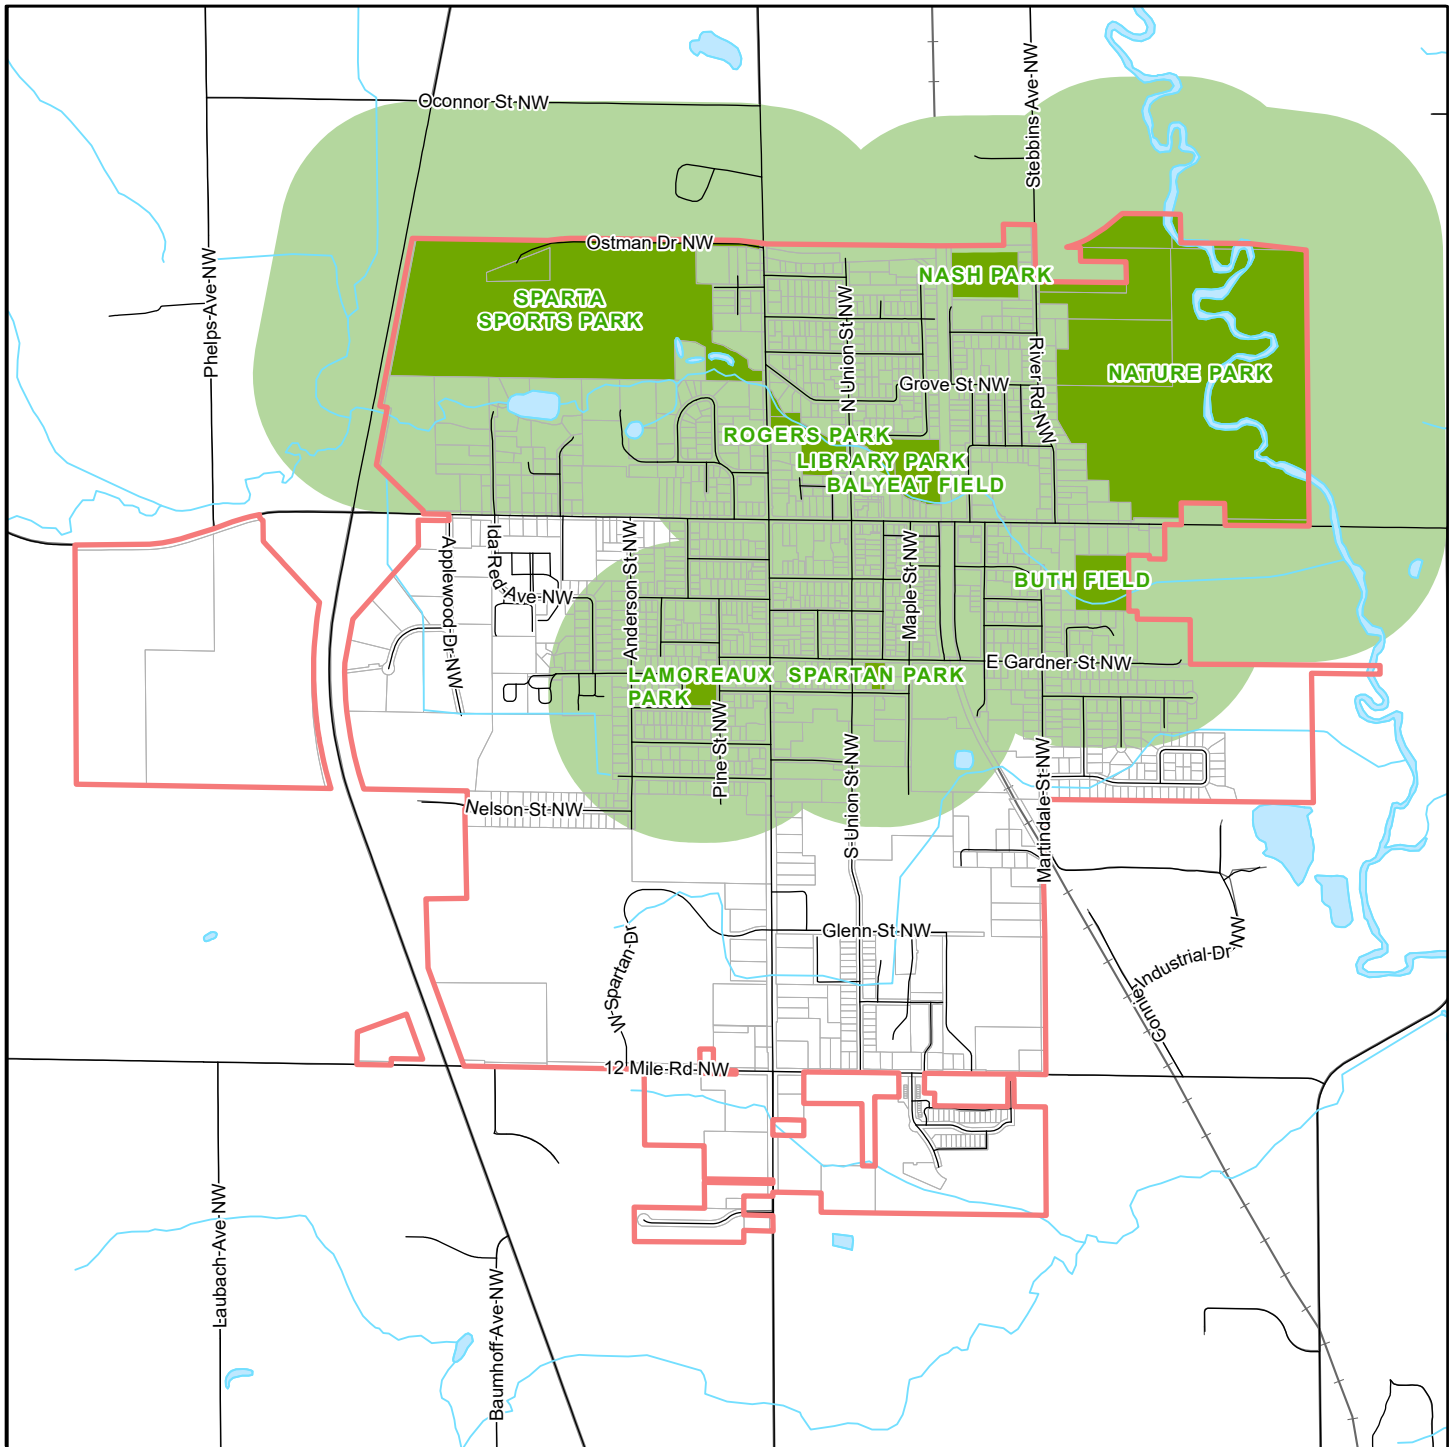 Oconnor St NW
Stebbins Ave NW
Phelps Ave NW
Ostman Dr NW
NASH PARK
SPARTA
SPORTS PARK
N Union St NW
River Rd NW
NATURE PARK
Grove St NW
ROGERS PARK
LIBRARY PARK
BALYEAT FIELD
Applewood Dr NW
Ida Red Ave NW
Anderson St NW
Maple St NW
BUTH FIELD
E Gardner St NW
LAMOREAUX
PARK
SPARTAN PARK
Pine St NW
S Union St NW
Martindale St NW
Nelson St NW
W Spartan Dr
Glenn St NW
Industrial Dr NW
Connie
12 Mile Rd NW
Laubach Ave NW
Baumhoff Ave NW